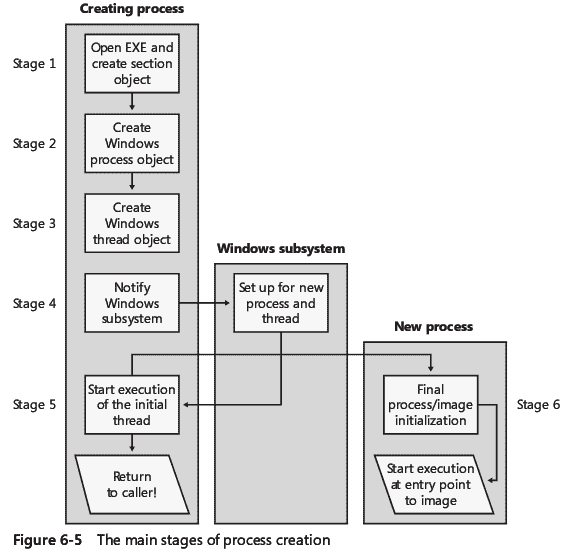 Creating process
Stage 1
Open EXE and
create section
object
Stage 2
Create
Windows
process object
Stage 3
Create
Windows
thread object
Windows subsystem
Stage 4
Notify
Windows
subsystem
Set up for new
process and
thread
New process
Stage 5
Start execution
of the initial
thread
Final
process/image
initialization
Stage 6
Return
to caller!
Start execution
at entry point
to image
Figure 6-5 The main stages of process creation